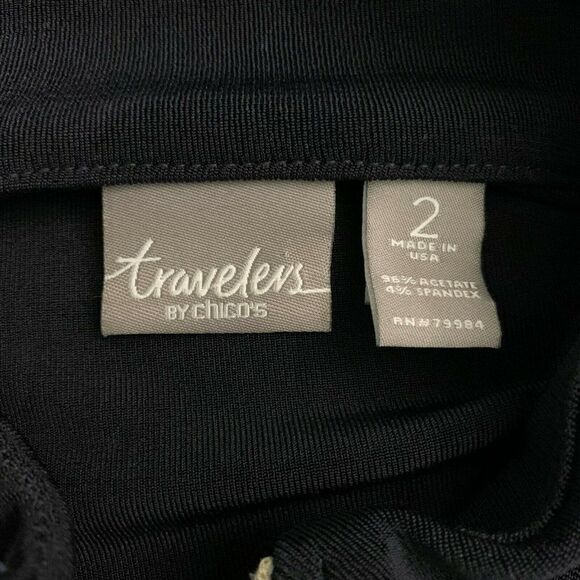 travelers
BY chico's
2
MADE IN
USA
96% ACETATE
4% SPANDEX
RN# 79984